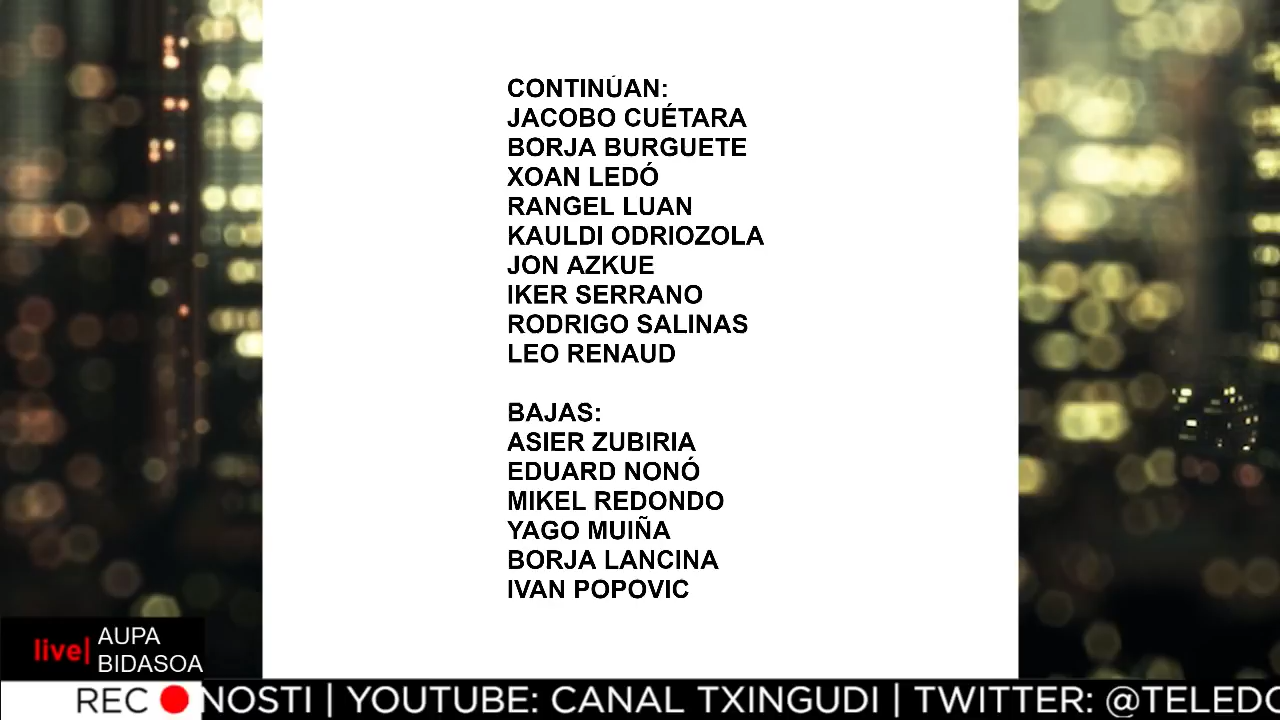 CONTINÚAN:
JACOBO CUÉTARA
BORJA BURGUETE
XOAN LEDÓ
RANGEL LUAN
KAULDI ODRIOZOLA
JON AZKUE
IKER SERRANO
RODRIGO SALINAS
LEO RENAUD
BAJAS:
ASIER ZUBIRIA
EDUARD NONÓ
MIKEL REDONDO
YAGO MUIÑA
BORJA LANCINA
IVAN POPOVIC
live| AUPA
BIDASOA
REC NOSTI | YOUTUBE: CANAL TXINGUDI | TWITTER: @TELEDO